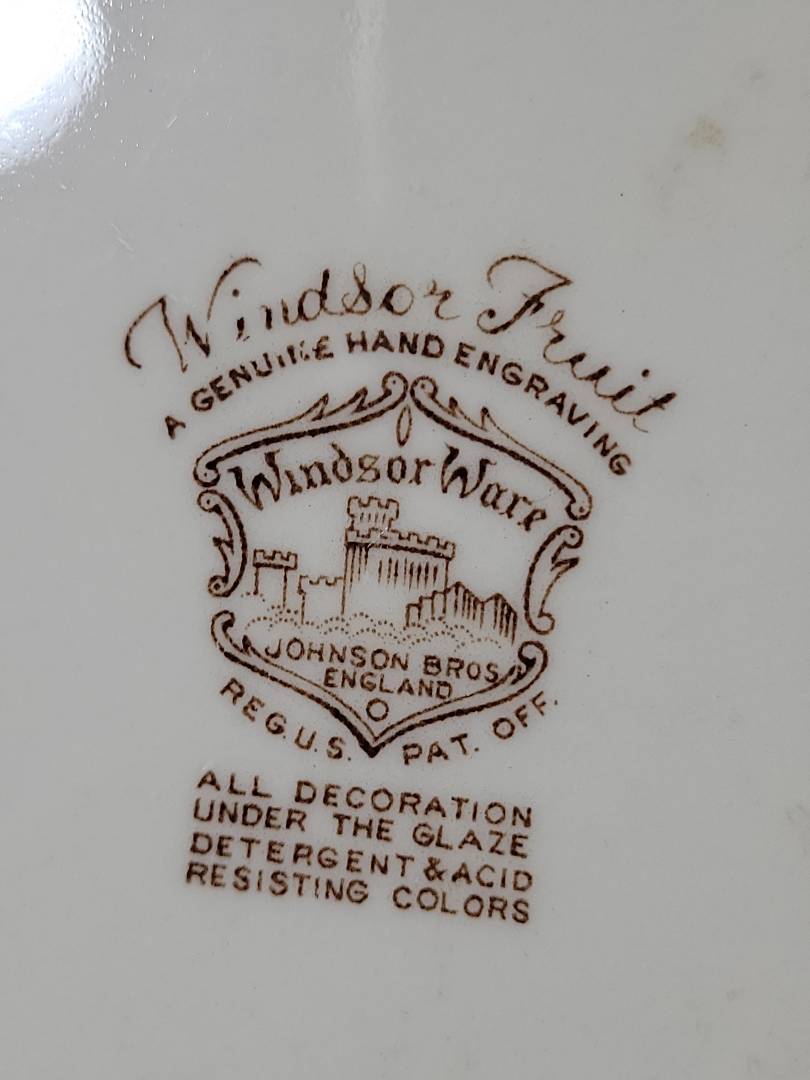 Windsor Fruit
A GENUINE HAND ENGRAVING
Windsor Ware
JOHNSON BROS
ENGLAND
O
REG.U.S. PAT. OFF.
ALL DECORATION
UNDER THE GLAZE
DETERGENT & ACID
RESISTING COLORS